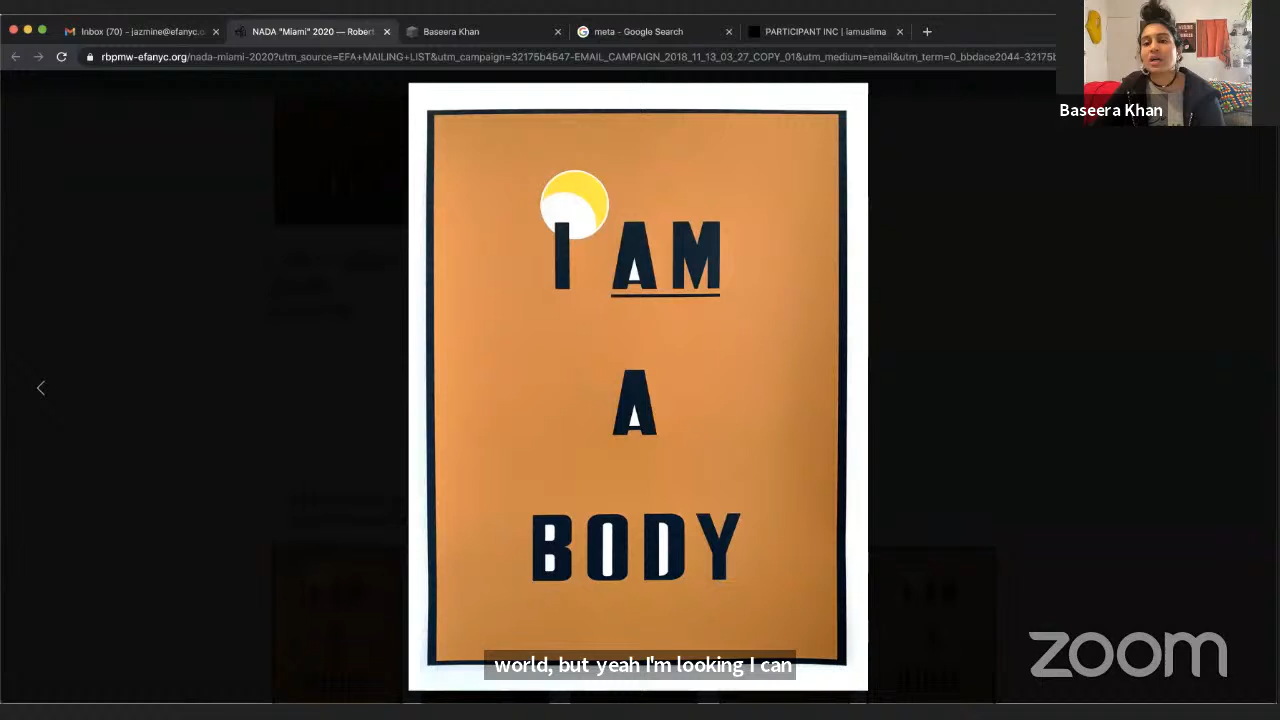 Inbox (70) - jazmine@efanyc.o
NADA "Miami" 2020 — Robert
Baseera Khan
meta - Google Search
PARTICIPANT INC | iamuslima
rbpmw-efanyc.org/nada-miami-2020?utm_source=EFA+MAILING+LIST&utm_campaign=32175b4547-EMAIL_CAMPAIGN_2018_11_13_03_27_COPY_01&utm_medium=email&utm_term=0_bbdace2044-32175b
Baseera Khan
I AM
A
BODY
world, but yeah I'm looking I can
zoom